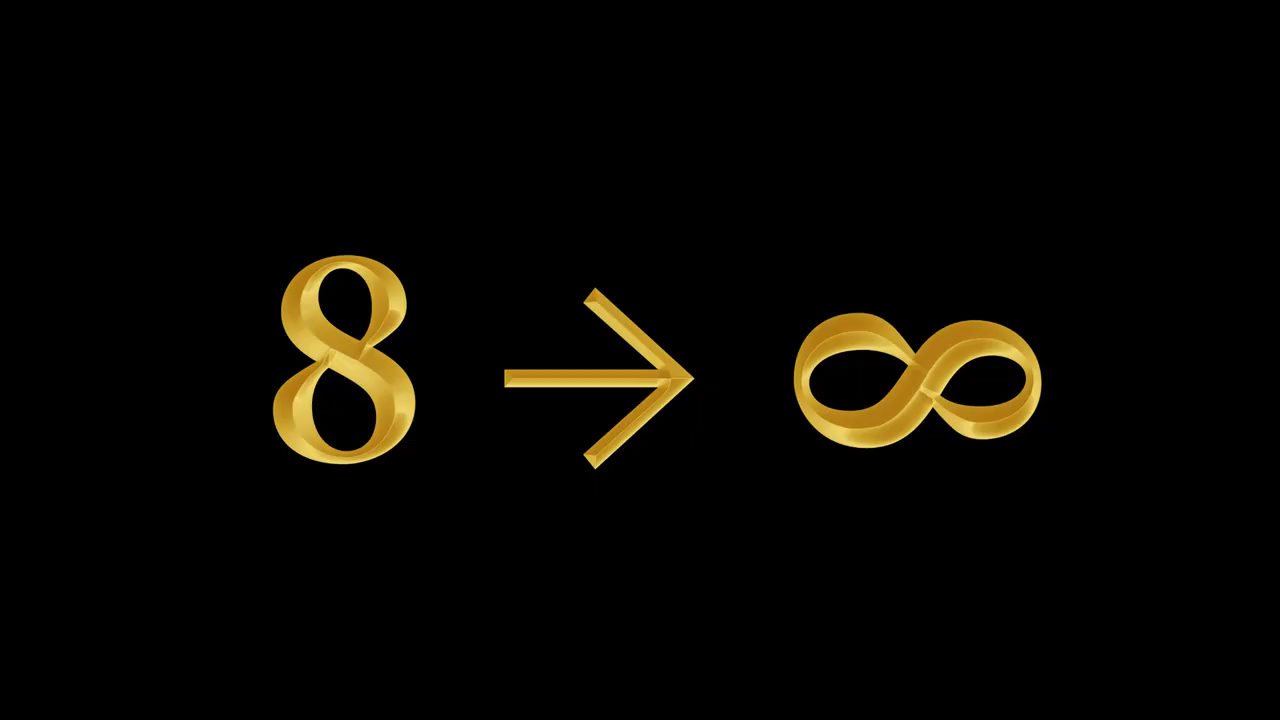 8 → ∞